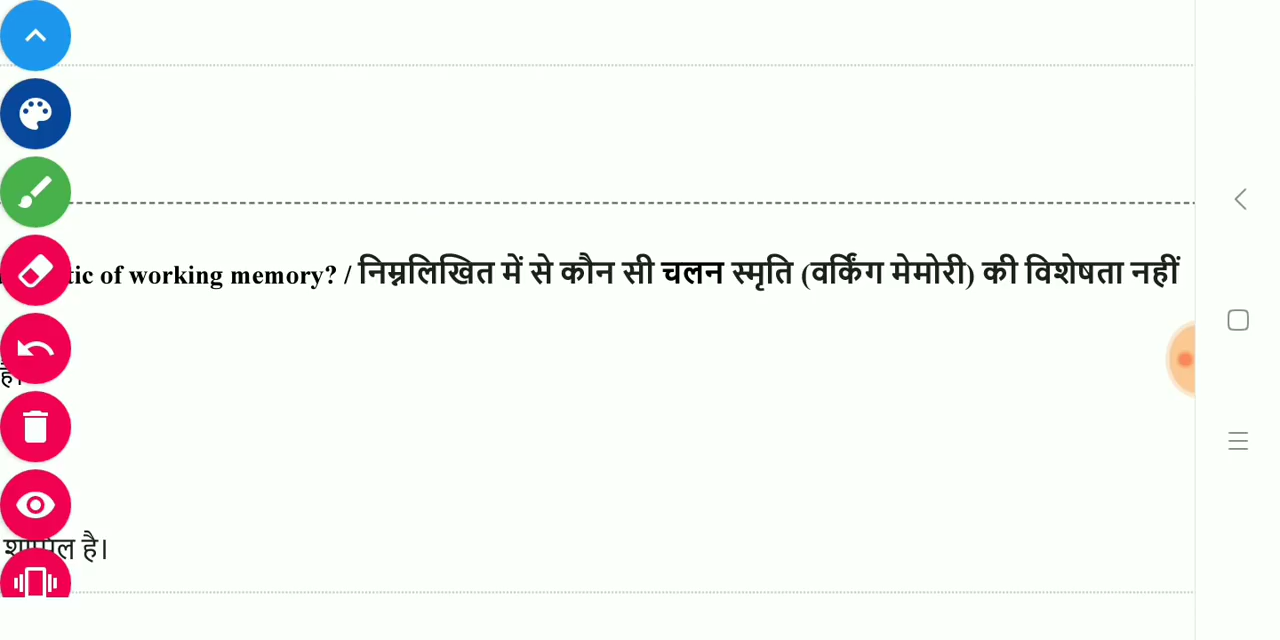 tic of working memory? / निम्नलिखित में से कौन सी चलन स्मृति (वर्किंग मेमोरी) की विशेषता नहीं
है।
शामिल है।